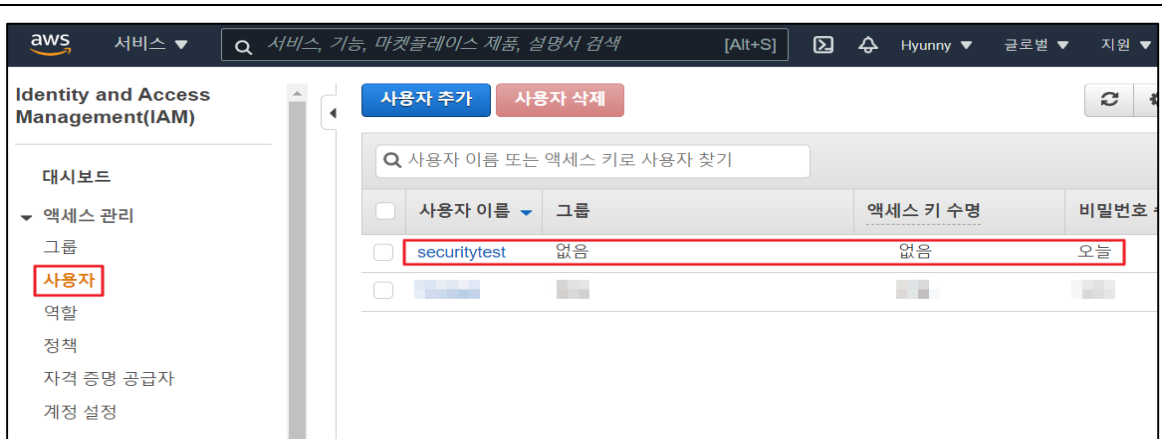 aws 서비스 ▼ 서비스, 기능, 마켓플레이스 제품, 설명서 검색 [Alt+S] Hyunny ▼ 글로벌 ▼ 지원 ▼
Identity and Access
Management(IAM)
대시보드
액세스 관리
그룹
사용자
역할
정책
자격 증명 공급자
계정 설정
사용자 추가 사용자 삭제
사용자 이름 또는 액세스 키로 사용자 찾기
사용자 이름 그룹 액세스 키 수명 비밀번호
securitytest 없음 없음 오늘